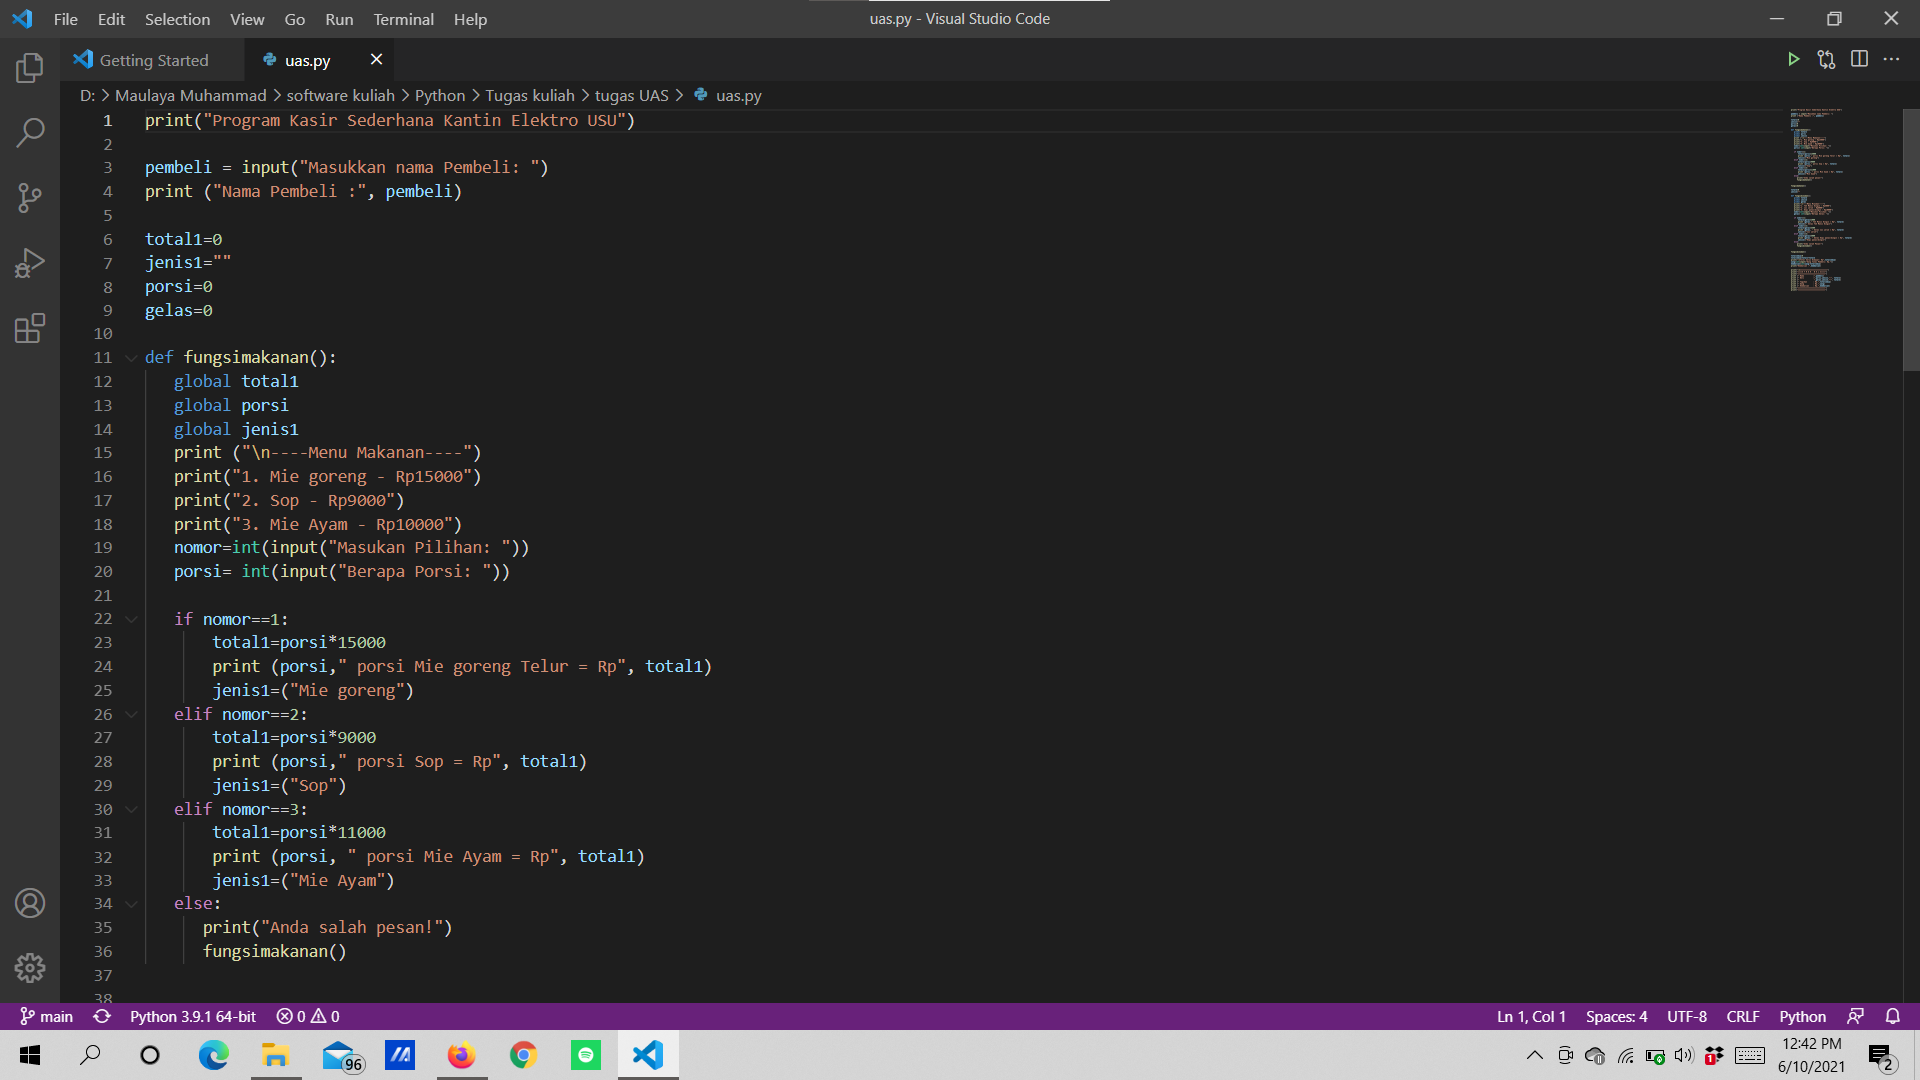 File Edit Selection View Go Run Terminal Help
uas.py - Visual Studio Code
Getting Started
uas.py
D: > Maulaya Muhammad > software kuliah > Python > Tugas kuliah > tugas UAS > uas.py
1 print("Program Kasir Sederhana Kantin Elektro USU")
2
3 pembeli = input("Masukkan nama Pembeli: ")
4 print ("Nama Pembeli :", pembeli)
5
6 total1=0
7 jenis1=""
8 porsi=0
9 gelas=0
10
11 def fungsimakanan():
12    global total1
13    global porsi
14    global jenis1
15    print ("\n----Menu Makanan----")
16    print("1. Mie goreng - Rp15000")
17    print("2. Sop - Rp9000")
18    print("3. Mie Ayam - Rp10000")
19    nomor=int(input("Masukan Pilihan: "))
20    porsi= int(input("Berapa Porsi: "))
21
22    if nomor==1:
23        total1=porsi*15000
24        print (porsi," porsi Mie goreng Telur = Rp", total1)
25        jenis1=("Mie goreng")
26    elif nomor==2:
27        total1=porsi*9000
28        print (porsi," porsi Sop = Rp", total1)
29        jenis1=("Sop")
30    elif nomor==3:
31        total1=porsi*11000
32        print (porsi, " porsi Mie Ayam = Rp", total1)
33        jenis1=("Mie Ayam")
34    else:
35       print("Anda salah pesan!")
36       fungsimakanan()
37
38
main Python 3.9.1 64-bit 0 0
Ln 1, Col 1 Spaces: 4 UTF-8 CRLF Python
96
1
12:42 PM
6/10/2021
2